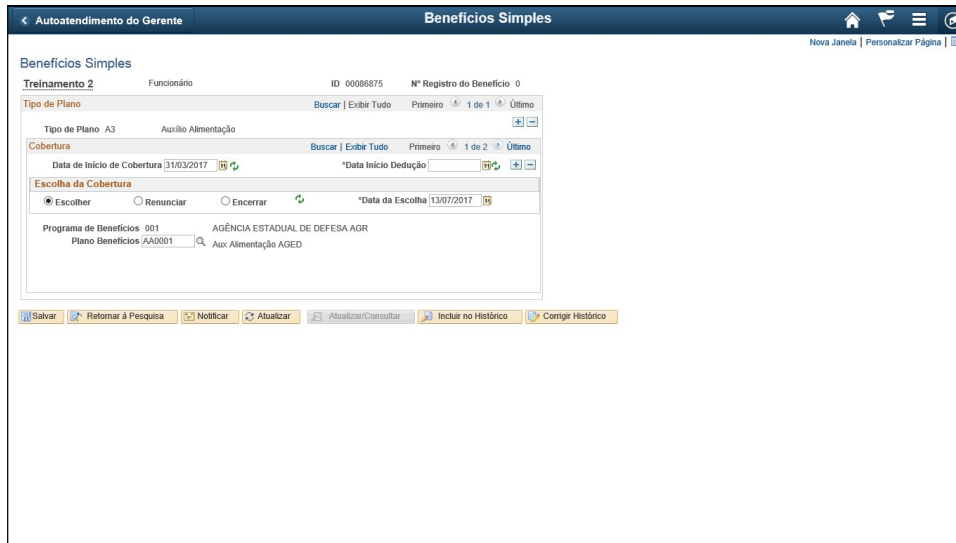 Autoatendimento do Gerente Benefícios Simples
Nova Janela | Personalizar Página |
Benefícios Simples
Treinamento 2 Funcionário ID 00086875 Nº Registro do Benefício 0
Tipo de Plano Buscar | Exibir Tudo Primeiro 1 de 1 Último
Tipo de Plano A3 Auxílio Alimentação
Cobertura Buscar | Exibir Tudo Primeiro 1 de 2 Último
Data de Início de Cobertura 31/03/2017 *Data Início Dedução
Escolha da Cobertura
Escolher Renunciar Encerrar *Data da Escolha 13/07/2017
Programa de Benefícios 001 AGÊNCIA ESTADUAL DE DEFESA AGR
Plano Benefícios AA0001 Aux Alimentação AGED
Salvar Retornar à Pesquisa Notificar Atualizar Atualizar/Consultar Incluir no Histórico Corrigir Histórico